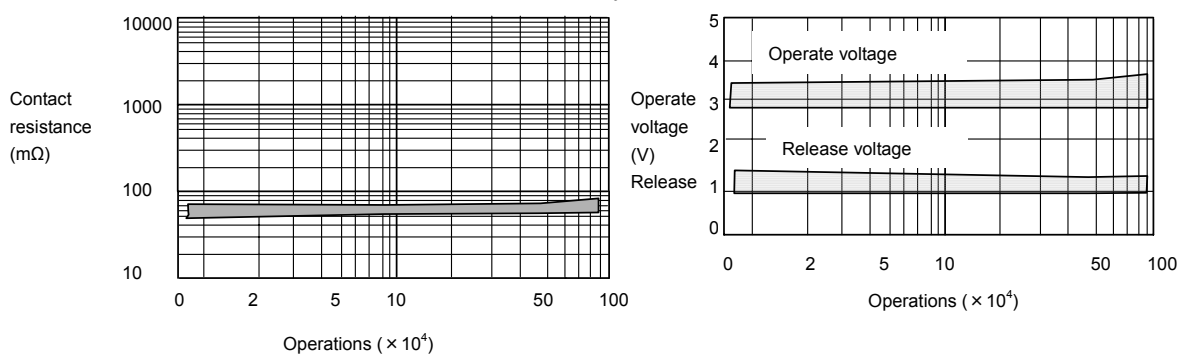 10000
1000
100
10
Contact
resistance
(mΩ)
0 2 5 10 50 100
Operations ( × 10⁴)
5
4
3
2
1
0
Operate
voltage
(V)
Release
Operate voltage
Release voltage
0 2 5 10 50 100
Operations ( × 10⁴)